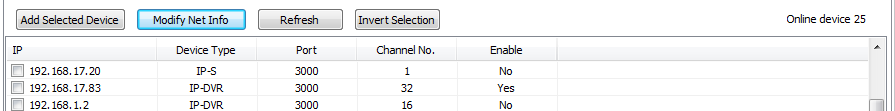 Add Selected Device Modify Net Info Refresh Invert Selection Online device 25
IP Device Type Port Channel No. Enable
192.168.17.20 IP-S 3000 1 No
192.168.17.83 IP-DVR 3000 32 Yes
192.168.1.2 IP-DVR 3000 16 No